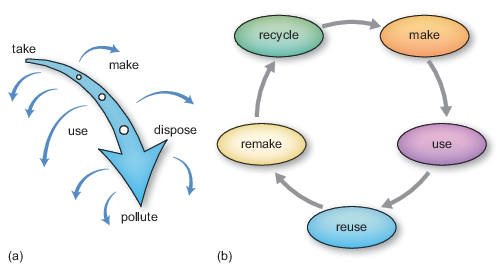 take
make
use
dispose
pollute
(a)
recycle
make
use
reuse
remake
(b)